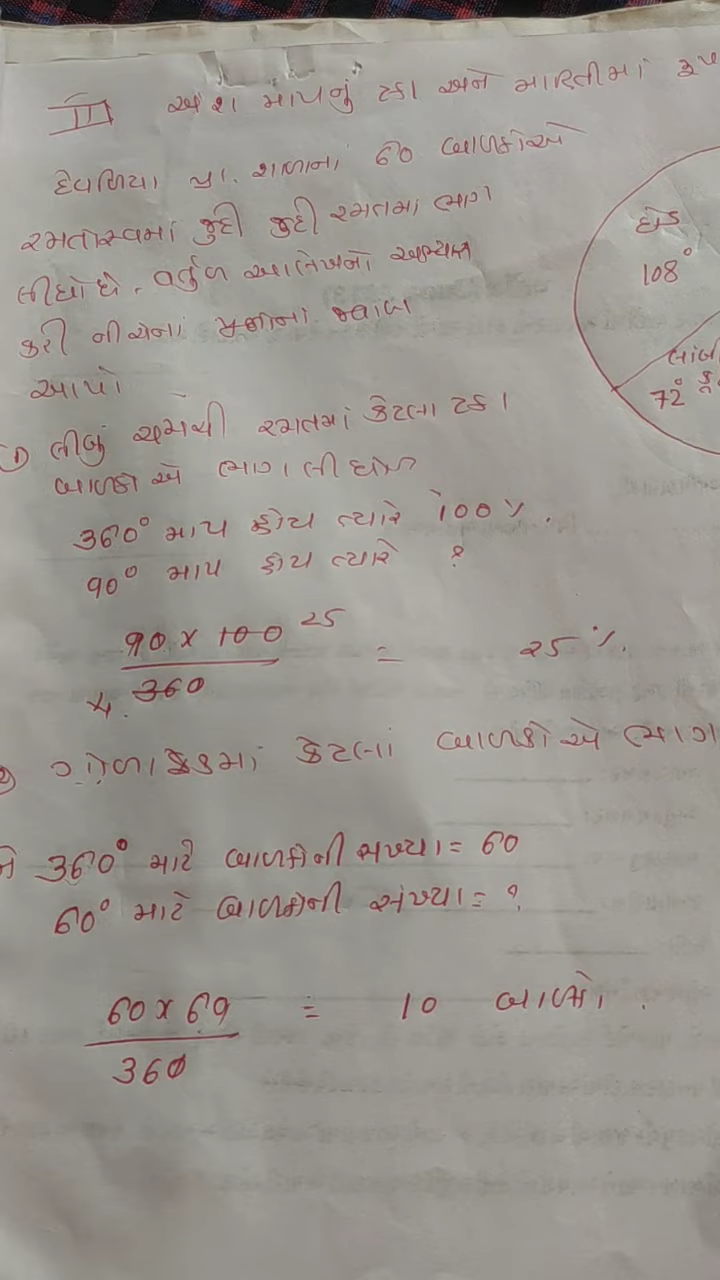 III અંશ માપનું ટકા અને માહિતીમાં રૂપ
દેવળિયા પ્રા. શાળાનાં 60 બાળકોએ
રમતોત્સવમાં જુદી જુદી રમતમાં ભાગ
લીધો છે. વર્તુળ આલેખનો અભ્યાસ
કરી નીચેનાં પ્રશ્નોના જવાબ
આપો
દોડ
108°
72°
1) લીંબુ ચમચી રમતમાં કેટલા ટકા
બાળકો એ ભાગ લીધો
360° માપ હોય ત્યારે 100%.
90° માપ હોય ત્યારે ?
90 x 100 25
4. 360
= 25%.
ગોળાફેંકમાં કેટલાં બાળકોએ ભાગ
360° માટે બાળકોની સંખ્યા = 60
60° માટે બાળકોની સંખ્યા = ?
60 x 60 = 10 બાળકો.
360